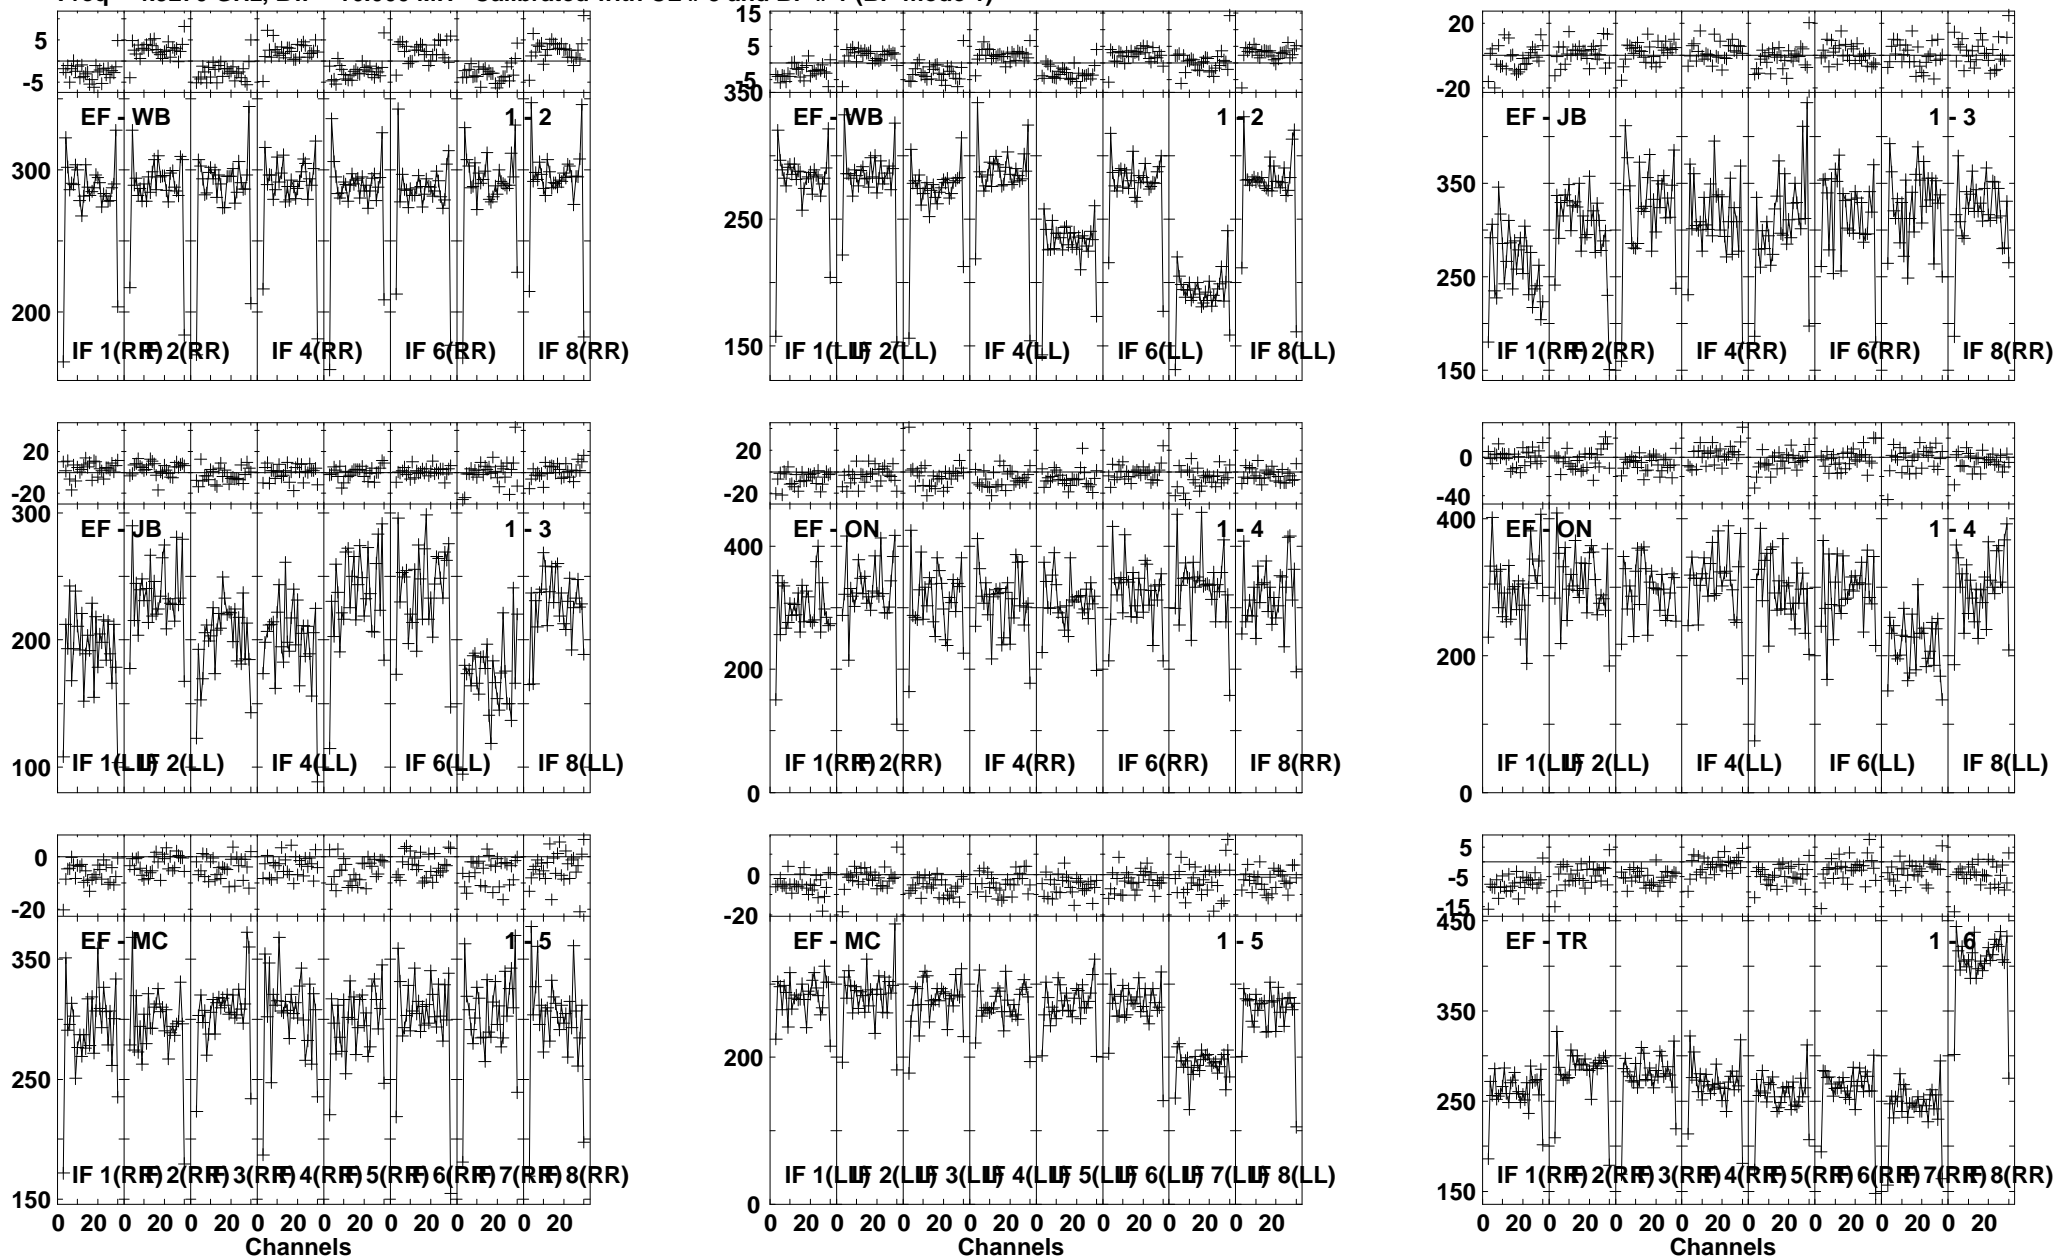 5
-5
300
200
EF - WB
1 - 2
IF 1(RR) IF 2(RR) IF 4(RR) IF 6(RR) IF 8(RR)
15
5
-5
350
250
150
EF - WB
1 - 2
IF 1(LL) IF 2(LL) IF 4(LL) IF 6(LL) IF 8(LL)
20
-20
350
250
150
EF - JB
1 - 3
IF 1(RR) IF 2(RR) IF 4(RR) IF 6(RR) IF 8(RR)
20
-20
300
200
100
EF - JB
1 - 3
IF 1(LL) IF 2(LL) IF 4(LL) IF 6(LL) IF 8(LL)
20
-20
400
200
0
EF - ON
1 - 4
IF 1(RR) IF 2(RR) IF 4(RR) IF 6(RR) IF 8(RR)
0
-40
400
200
0
EF - ON
1 - 4
IF 1(LL) IF 2(LL) IF 4(LL) IF 6(LL) IF 8(LL)
0
-20
350
250
150
EF - MC
1 - 5
IF 1(RR) IF 2(RR) IF 3(RR) IF 4(RR) IF 5(RR) IF 6(RR) IF 7(RR) IF 8(RR)
0 20 0 20 0 20 0 20 0 20 0 20 0 20 0 20
Channels
0
-20
200
0
EF - MC
1 - 5
IF 1(LL) IF 2(LL) IF 3(LL) IF 4(LL) IF 5(LL) IF 6(LL) IF 7(LL) IF 8(LL)
0 20 0 20 0 20 0 20 0 20 0 20 0 20 0 20
Channels
5
-5
-15
450
350
250
150
EF - TR
1 - 6
IF 1(RR) IF 2(RR) IF 3(RR) IF 4(RR) IF 5(RR) IF 6(RR) IF 7(RR) IF 8(RR)
0 20 0 20 0 20 0 20 0 20 0 20 0 20 0 20
Channels